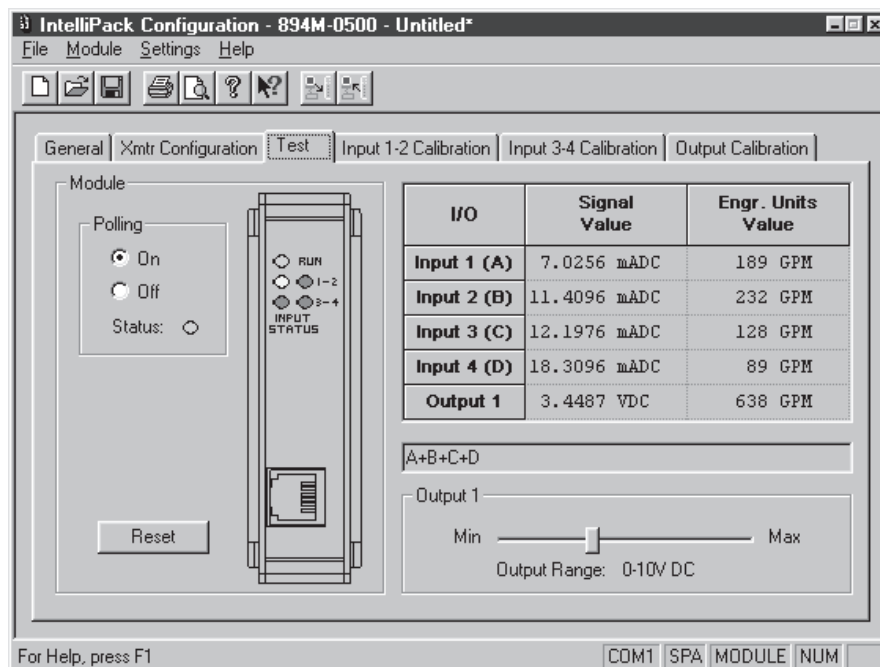 IntelliPack Configuration - 894M-0500 - Untitled*
File Module Settings Help
General Xmtr Configuration Test Input 1-2 Calibration Input 3-4 Calibration Output Calibration
Module
Polling
On
Off
Status:
RUN
1-2
3-4
INPUT
STATUS
Reset
I/O Signal Value Engr. Units Value
Input 1 (A) 7.0256 mADC 189 GPM
Input 2 (B) 11.4096 mADC 232 GPM
Input 3 (C) 12.1976 mADC 128 GPM
Input 4 (D) 18.3096 mADC 89 GPM
Output 1 3.4487 VDC 638 GPM
A+B+C+D
Output 1
Min Max
Output Range: 0-10V DC
For Help, press F1 COM1 SPA MODULE NUM